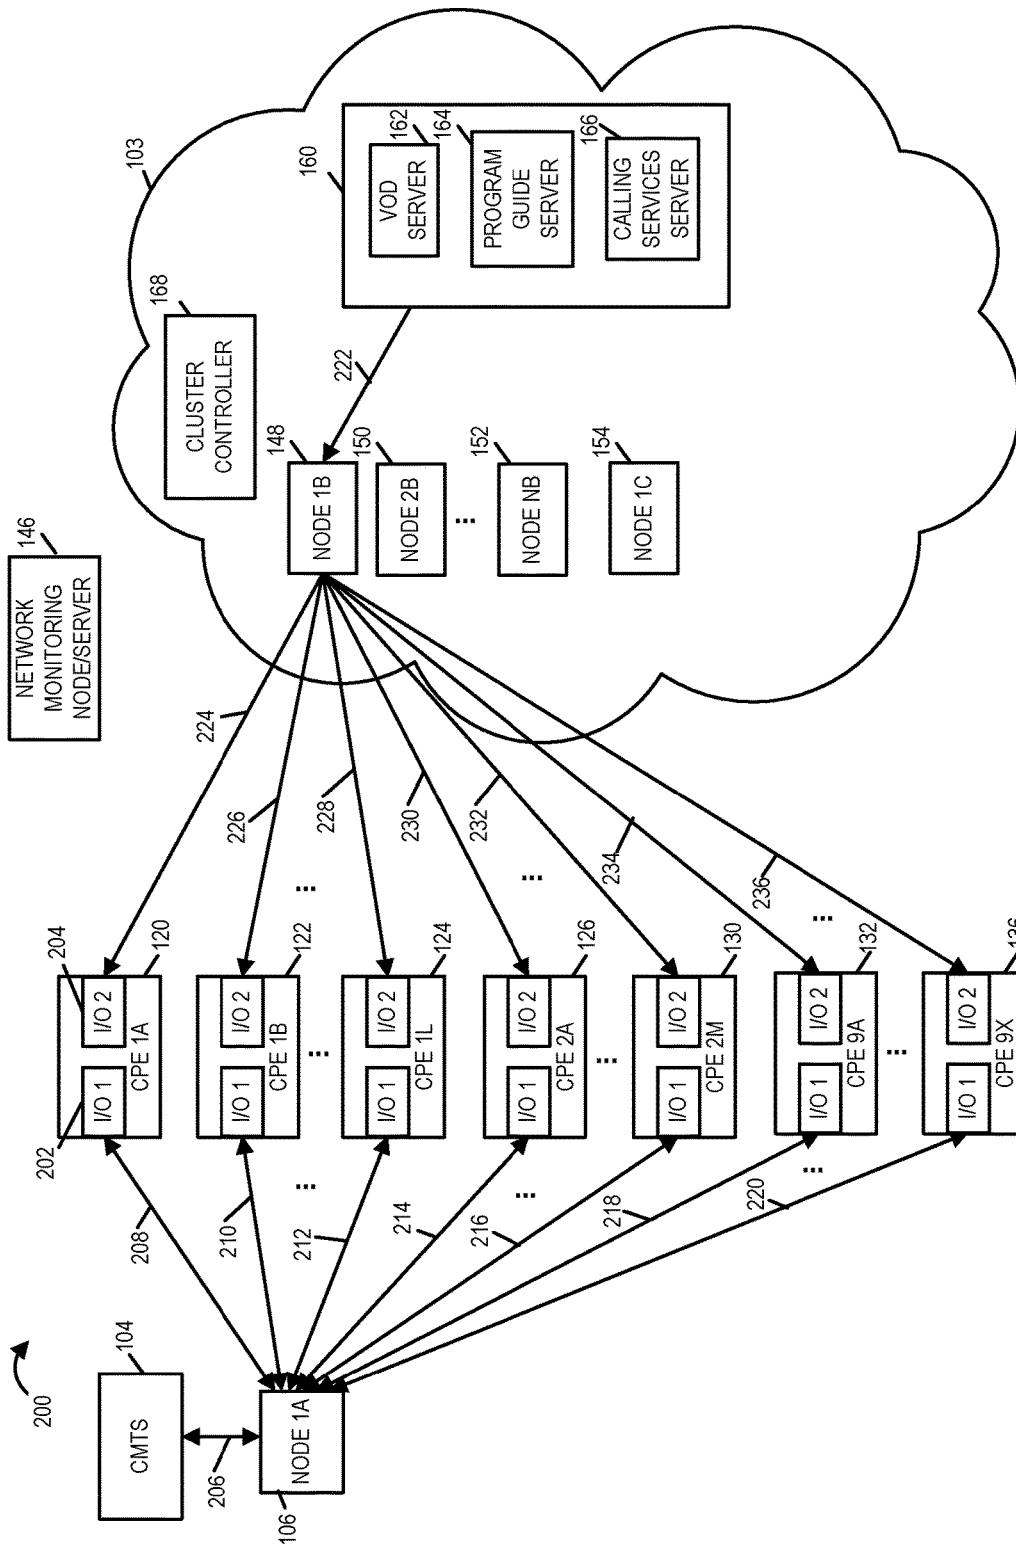 200
CMTS
104
206
NODE 1A
106
208
210
212
214
216
218
220
...
...
...
202
204
I/O 1
I/O 2
CPE 1A
120
I/O 1
I/O 2
CPE 1B
122
...
I/O 1
I/O 2
CPE 1L
124
I/O 1
I/O 2
CPE 2A
126
...
I/O 1
I/O 2
CPE 2M
130
I/O 1
I/O 2
CPE 9A
132
...
I/O 1
I/O 2
CPE 9X
136
224
226
228
230
232
234
236
...
...
...
NETWORK
MONITORING
NODE/SERVER
146
103
CLUSTER
CONTROLLER
168
NODE 1B
148
NODE 2B
150
...
NODE NB
152
NODE 1C
154
222
160
VOD
SERVER
162
PROGRAM
GUIDE
SERVER
164
CALLING
SERVICES
SERVER
166